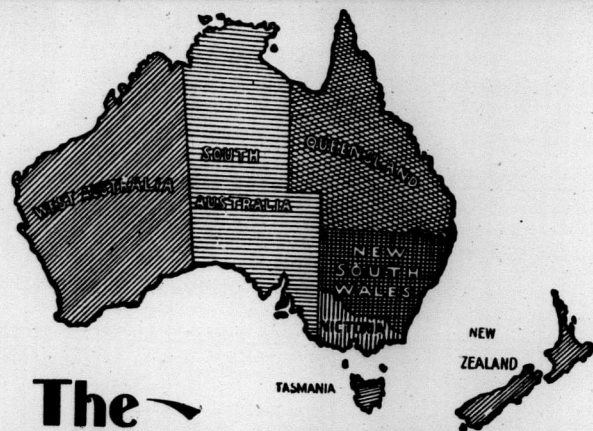 SOUTH
QUEENSLAND
WEST AUSTRALIA
AUSTRALIA
NEW
SOUTH
WALES
VICTORIA
NEW
ZEALAND
TASMANIA
The